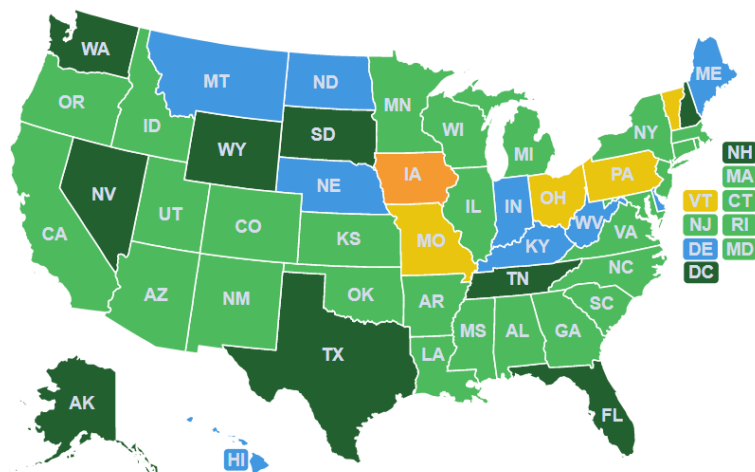 WA
MT
ND
ME
OR
ID
MN
WI
NY
SD
WY
MI
NH
IA
PA
MA
NE
OH
NV
IL
IN
VT
CT
UT
CO
WV
NJ
RI
CA
KS
MO
KY
VA
DE
MD
NC
DC
TN
AZ
NM
OK
AR
SC
MS
AL
GA
TX
LA
AK
FL
HI